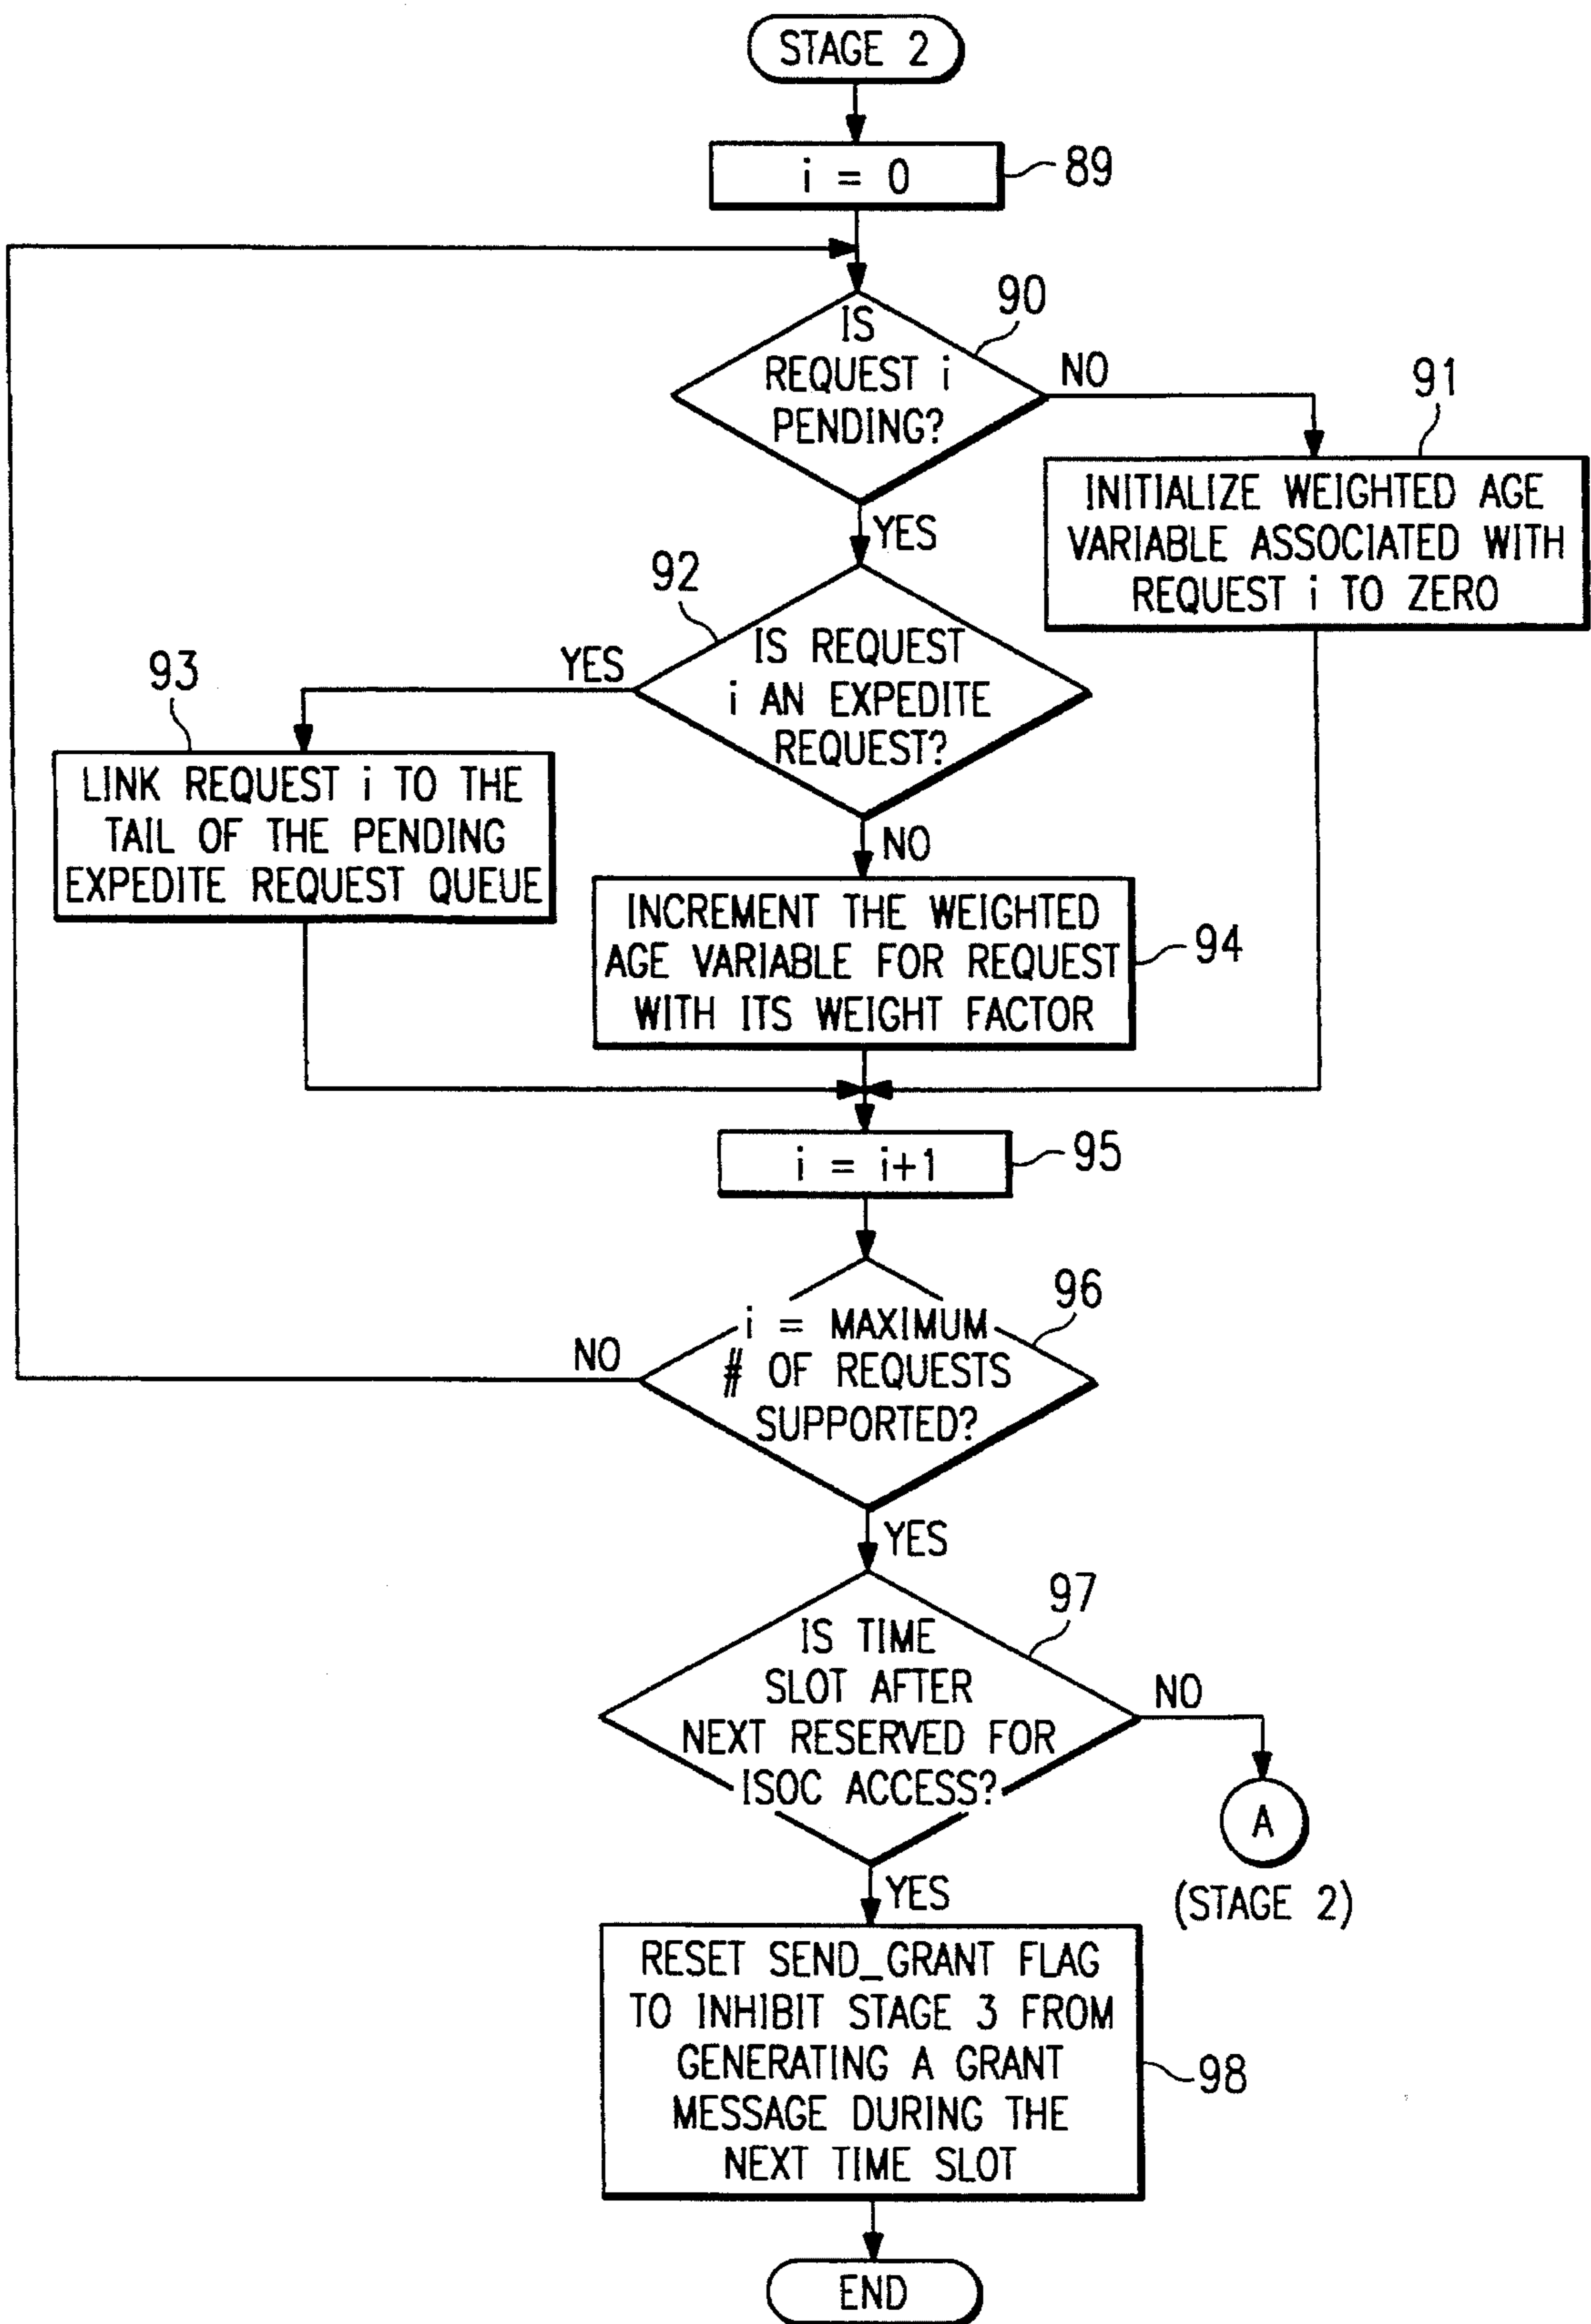 STAGE 2
i = 0
89
90
IS
REQUEST i
PENDING?
NO
91
INITIALIZE WEIGHTED AGE
VARIABLE ASSOCIATED WITH
REQUEST i TO ZERO
YES
92
IS REQUEST
i AN EXPEDITE
REQUEST?
YES
93
LINK REQUEST i TO THE
TAIL OF THE PENDING
EXPEDITE REQUEST QUEUE
NO
INCREMENT THE WEIGHTED
AGE VARIABLE FOR REQUEST
WITH ITS WEIGHT FACTOR
94
i = i+1
95
96
i = MAXIMUM
# OF REQUESTS
SUPPORTED?
NO
YES
97
IS TIME
SLOT AFTER
NEXT RESERVED FOR
ISOC ACCESS?
NO
A
(STAGE 2)
YES
RESET SEND_GRANT FLAG
TO INHIBIT STAGE 3 FROM
GENERATING A GRANT
MESSAGE DURING THE
NEXT TIME SLOT
98
END